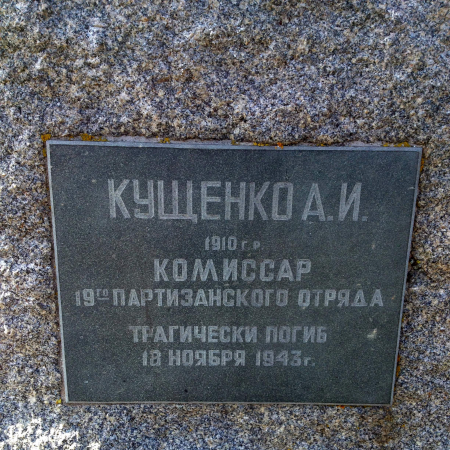 КУЩЕНКО А.И.
1910 г.р.
КОМИССАР
19го ПАРТИЗАНСКОГО ОТРЯДА
ТРАГИЧЕСКИ ПОГИБ
18 НОЯБРЯ 1943г.